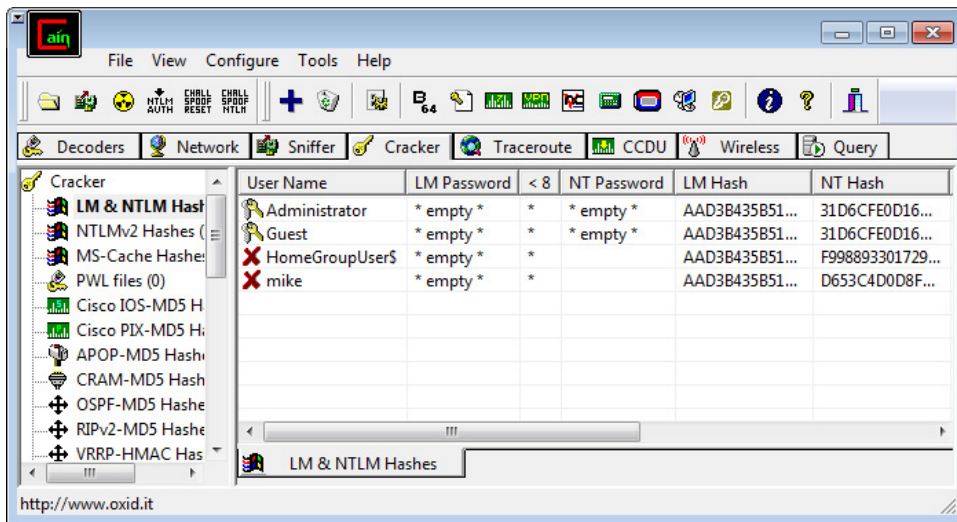 Cain
File View Configure Tools Help
NTLM AUTH CHALL SPOOF RESET CHALL SPOOF NTLM B64
Decoders Network Sniffer Cracker Traceroute CCDU Wireless Query
Cracker
LM & NTLM Hash
NTLMv2 Hashes (
MS-Cache Hashes
PWL files (0)
Cisco IOS-MD5 H
Cisco PIX-MD5 Ha
APOP-MD5 Hashe
CRAM-MD5 Hash
OSPF-MD5 Hashe
RIPv2-MD5 Hashe
VRRP-HMAC Has
User Name LM Password < 8 NT Password LM Hash NT Hash
Administrator * empty * * * empty * AAD3B435B51... 31D6CFE0D16...
Guest * empty * * * empty * AAD3B435B51... 31D6CFE0D16...
HomeGroupUser$ * empty * * AAD3B435B51... F998893301729...
mike * empty * * AAD3B435B51... D653C4D0D8F...
LM & NTLM Hashes
http://www.oxid.it